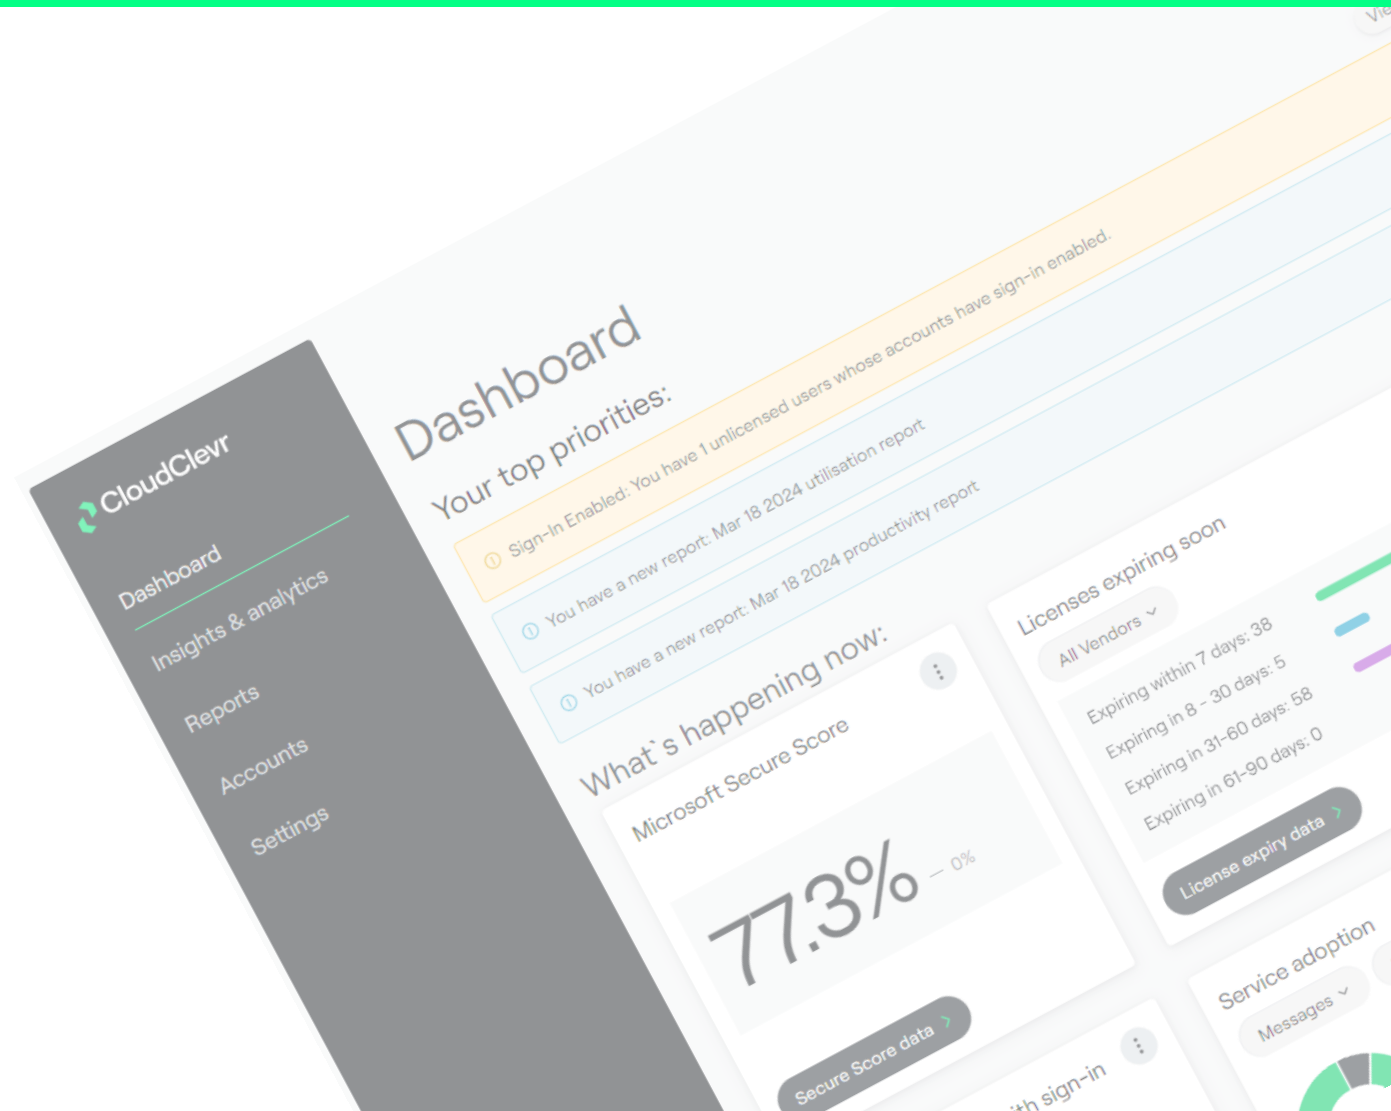 CloudClevr
Dashboard
Insights & analytics
Reports
Accounts
Settings
Dashboard
Your top priorities:
Sign-In Enabled: You have 1 unlicensed users whose accounts have sign-in enabled.
You have a new report: Mar 18 2024 utilisation report
You have a new report: Mar 18 2024 productivity report
What`s happening now:
Microsoft Secure Score
77.3% — 0%
Secure Score data
Licenses expiring soon
All Vendors
Expiring within 7 days: 38
Expiring in 8 - 30 days: 5
Expiring in 31-60 days: 58
Expiring in 61-90 days: 0
License expiry data
Service adoption
Messages
sign-in